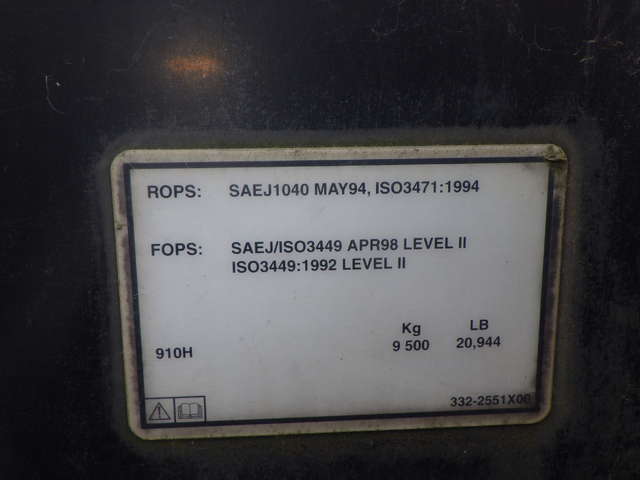 ROPS: SAEJ1040 MAY94, ISO3471:1994
FOPS: SAEJ/ISO3449 APR98 LEVEL II
ISO3449:1992 LEVEL II
Kg LB
910H 9 500 20,944
332-2551X00